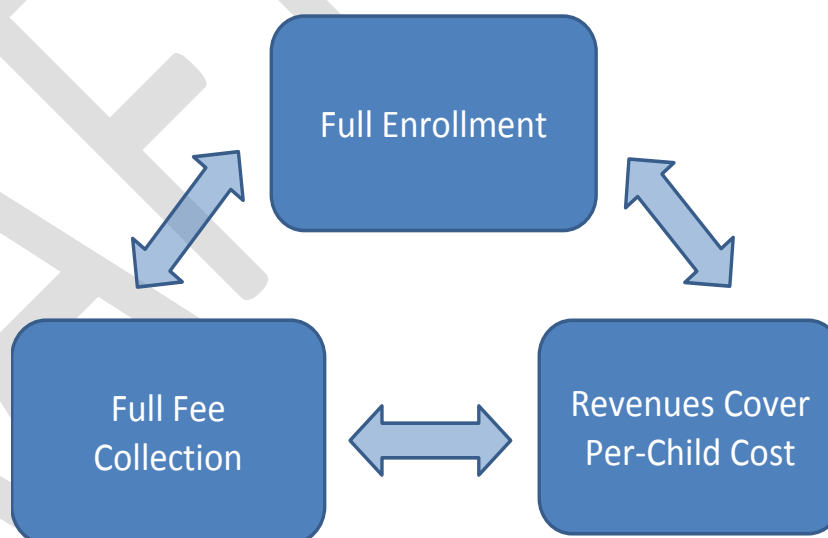 Full Enrollment
Full Fee
Collection
Revenues Cover
Per-Child Cost